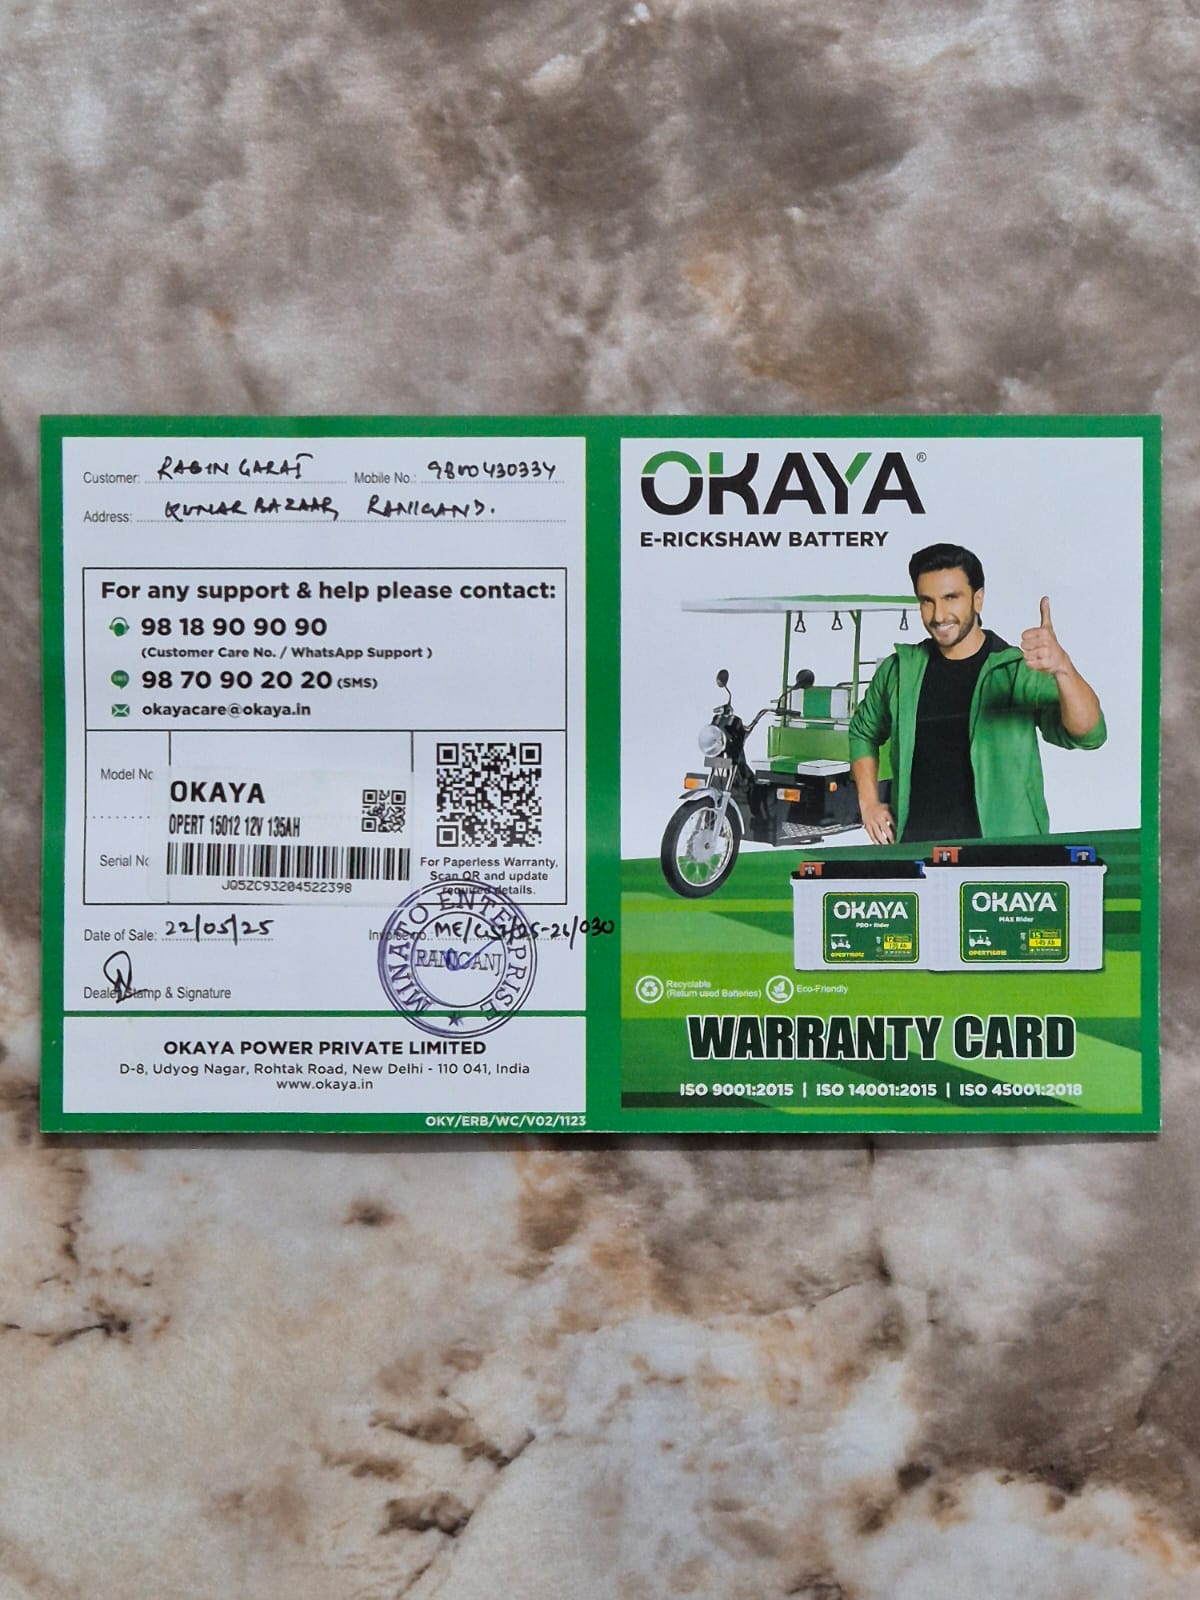 Customer: RABIN GARAI Mobile No.: 9800430334
Address: KUMAR BAZAAR, RANIGANJ.
For any support & help please contact:
98 18 90 90 90
(Customer Care No. / WhatsApp Support )
SMS 98 70 90 20 20 (SMS)
okayacare@okaya.in
Model No
OKAYA
OPERT 15012 12V 135AH
Serial No
JQ5ZC93204522398
For Paperless Warranty,
Scan QR and update
required details.
Date of Sale: 22/05/25 Invoice no.: ME/GST/25-26/030
Dealer Stamp & Signature
MINATO ENTERPRISE
RANIGANJ
OKAYA POWER PRIVATE LIMITED
D-8, Udyog Nagar, Rohtak Road, New Delhi - 110 041, India
www.okaya.in
OKY/ERB/WC/V02/1123
OKAYA®
E-RICKSHAW BATTERY
OKAYA
PRO+ Rider
OKAYA
MAX Rider
Recyclable
(Return used Batteries)
Eco-Friendly
WARRANTY CARD
ISO 9001:2015 | ISO 14001:2015 | ISO 45001:2018